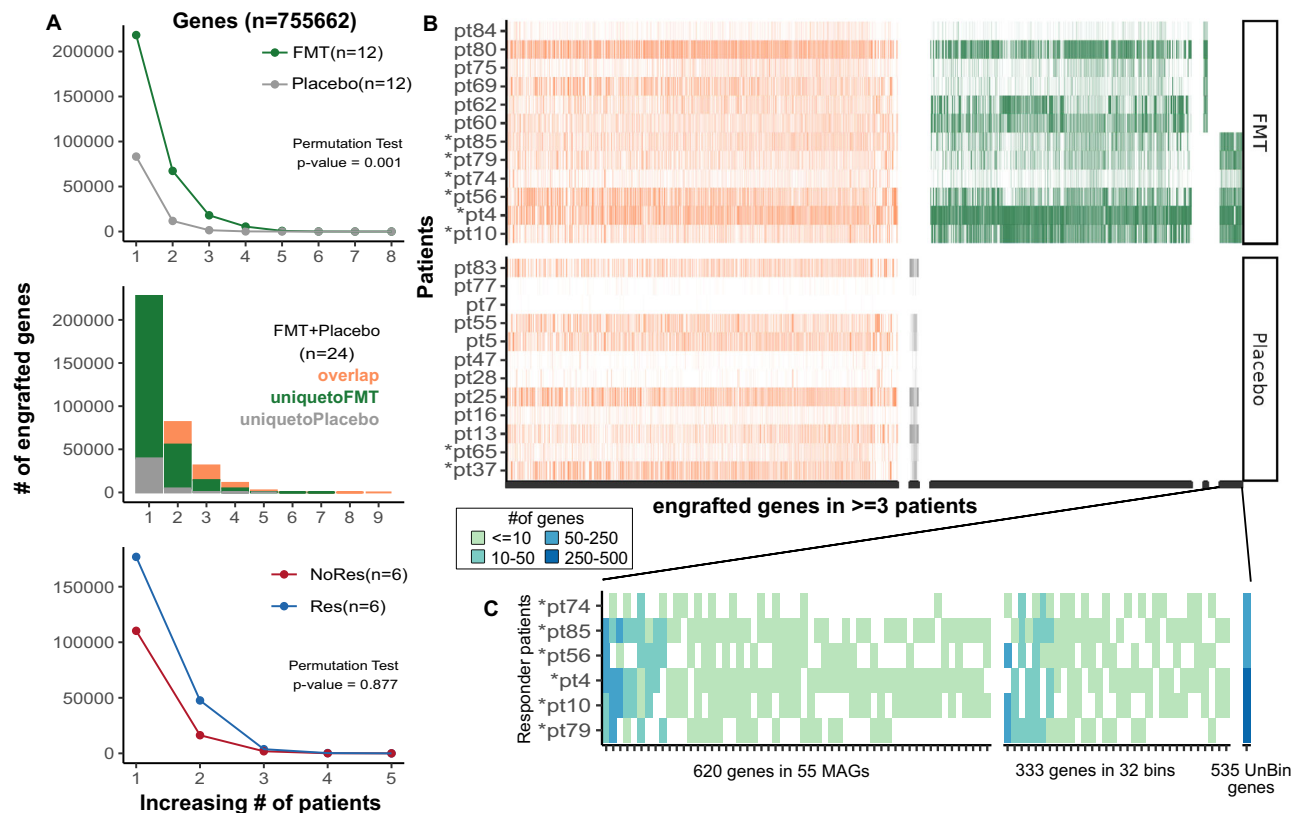 A
Genes (n=755662)
200000
150000
100000
50000
0
FMT(n=12)
Placebo(n=12)
Permutation Test
p-value = 0.001
1 2 3 4 5 6 7 8
# of engrafted genes
200000
150000
100000
50000
0
FMT+Placebo
(n=24)
overlap
uniquetoFMT
uniquetoPlacebo
1 2 3 4 5 6 7 8 9
150000
100000
50000
0
NoRes(n=6)
Res(n=6)
Permutation Test
p-value = 0.877
1 2 3 4 5
Increasing # of patients
B
Patients
pt84
pt80
pt75
pt69
pt62
pt60
*pt85
*pt79
*pt74
*pt56
*pt4
*pt10
FMT
pt83
pt77
pt7
pt55
pt5
pt47
pt28
pt25
pt16
pt13
*pt65
*pt37
Placebo
engrafted genes in >=3 patients
#of genes
<=10 50-250
10-50 250-500
C
Responder patients
*pt74
*pt85
*pt56
*pt4
*pt10
*pt79
620 genes in 55 MAGs
333 genes in 32 bins
535 UnBin
genes